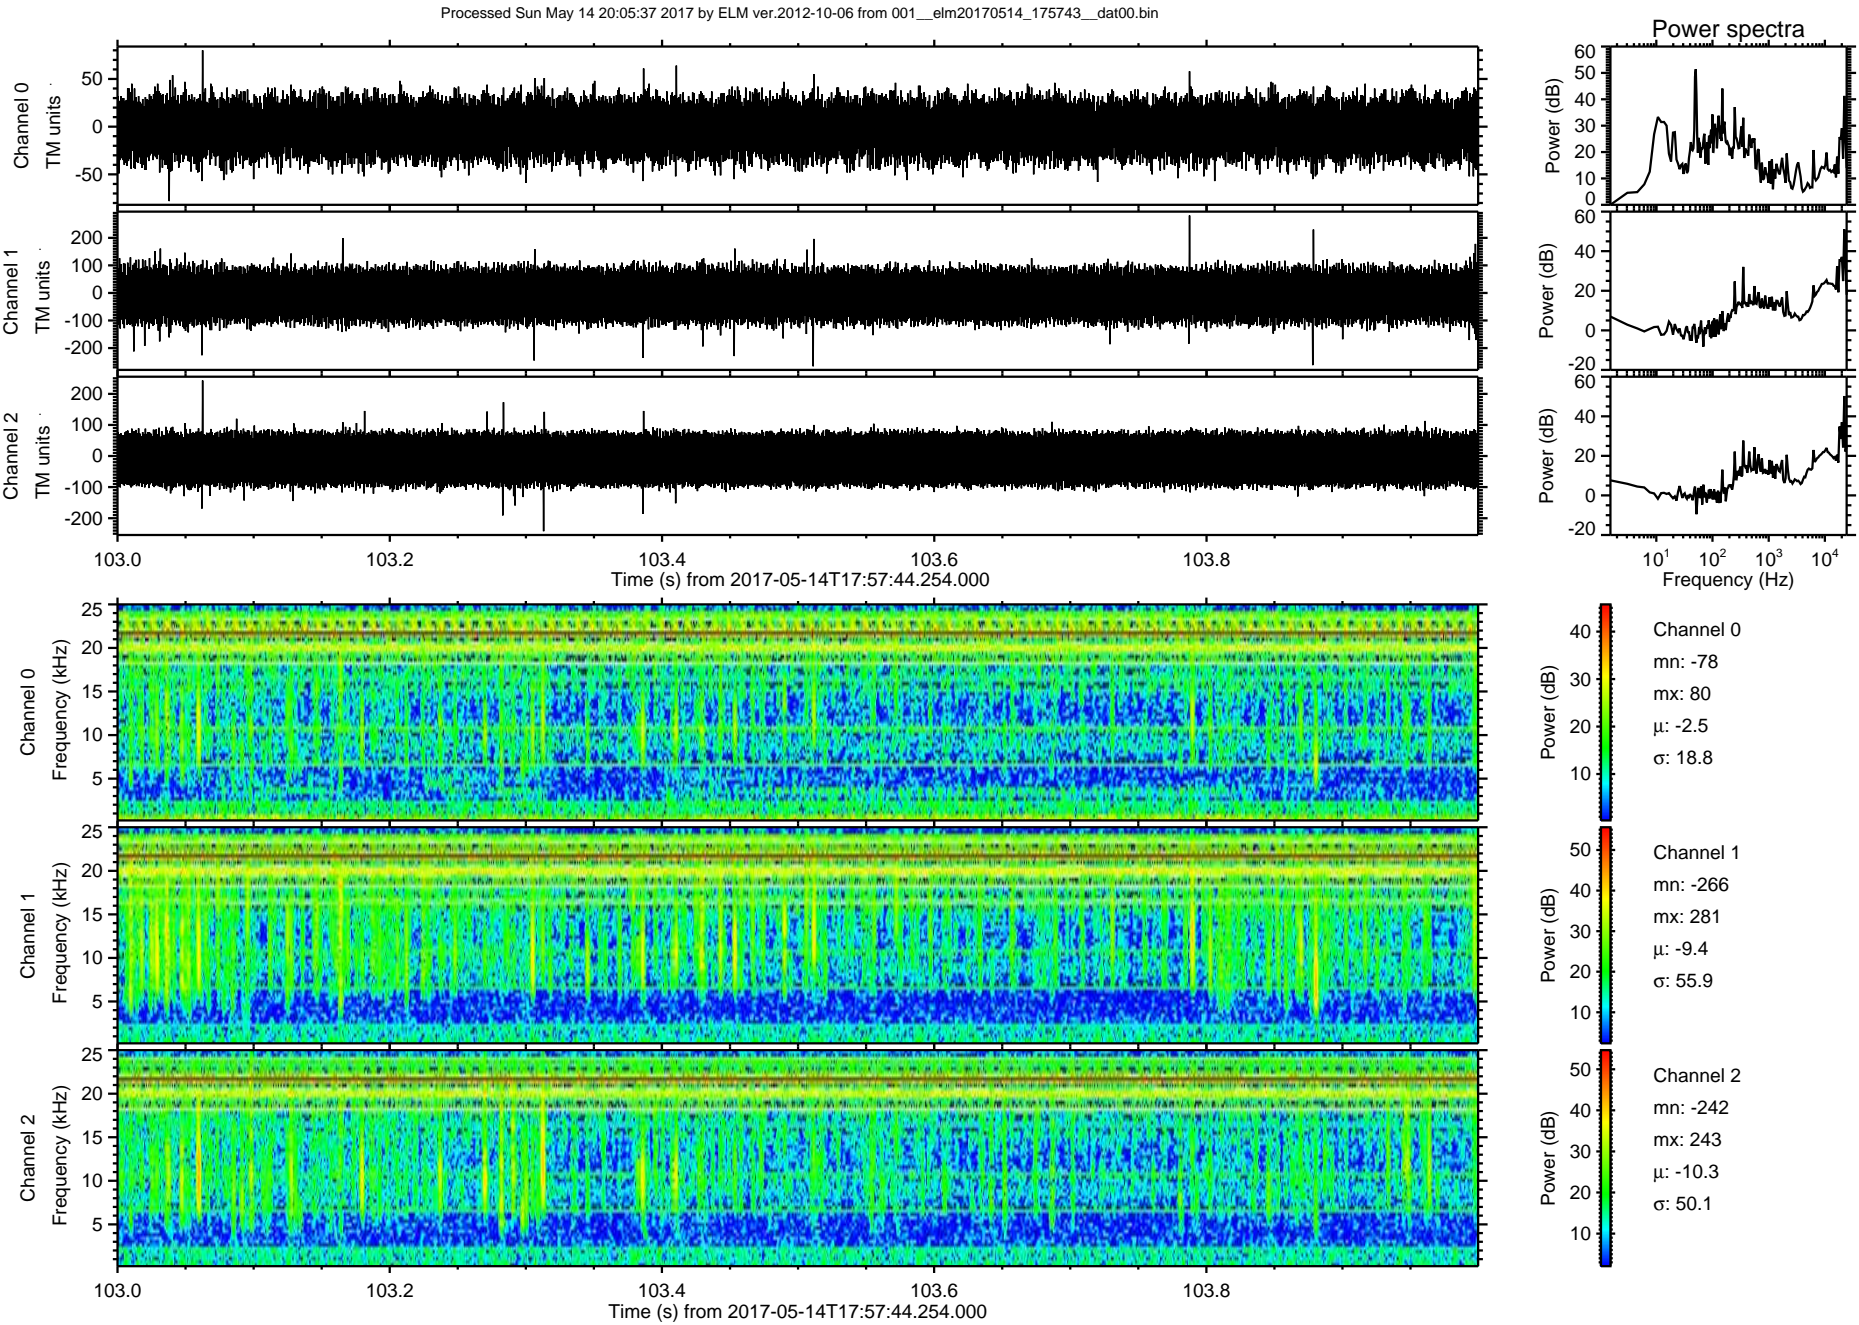 Processed Sun May 14 20:05:37 2017 by ELM ver.2012-10-06 from 001__elm20170514_175743__dat00.bin
Power spectra
Channel 0
TM units
50
0
-50
Power (dB)
60
50
40
30
20
10
0
Channel 1
TM units
200
100
0
-100
-200
Power (dB)
60
40
20
0
-20
Channel 2
TM units
200
100
0
-100
-200
Power (dB)
60
40
20
0
-20
103.0 103.2 103.4 103.6 103.8
Time (s) from 2017-05-14T17:57:44.254.000
10^1 10^2 10^3 10^4
Frequency (Hz)
Channel 0
Frequency (kHz)
25
20
15
10
5
Power (dB)
40
30
20
10
Channel 0
mn: -78
mx: 80
μ: -2.5
σ: 18.8
Channel 1
Frequency (kHz)
25
20
15
10
5
Power (dB)
50
40
30
20
10
Channel 1
mn: -266
mx: 281
μ: -9.4
σ: 55.9
Channel 2
Frequency (kHz)
25
20
15
10
5
Power (dB)
50
40
30
20
10
Channel 2
mn: -242
mx: 243
μ: -10.3
σ: 50.1
103.0 103.2 103.4 103.6 103.8
Time (s) from 2017-05-14T17:57:44.254.000